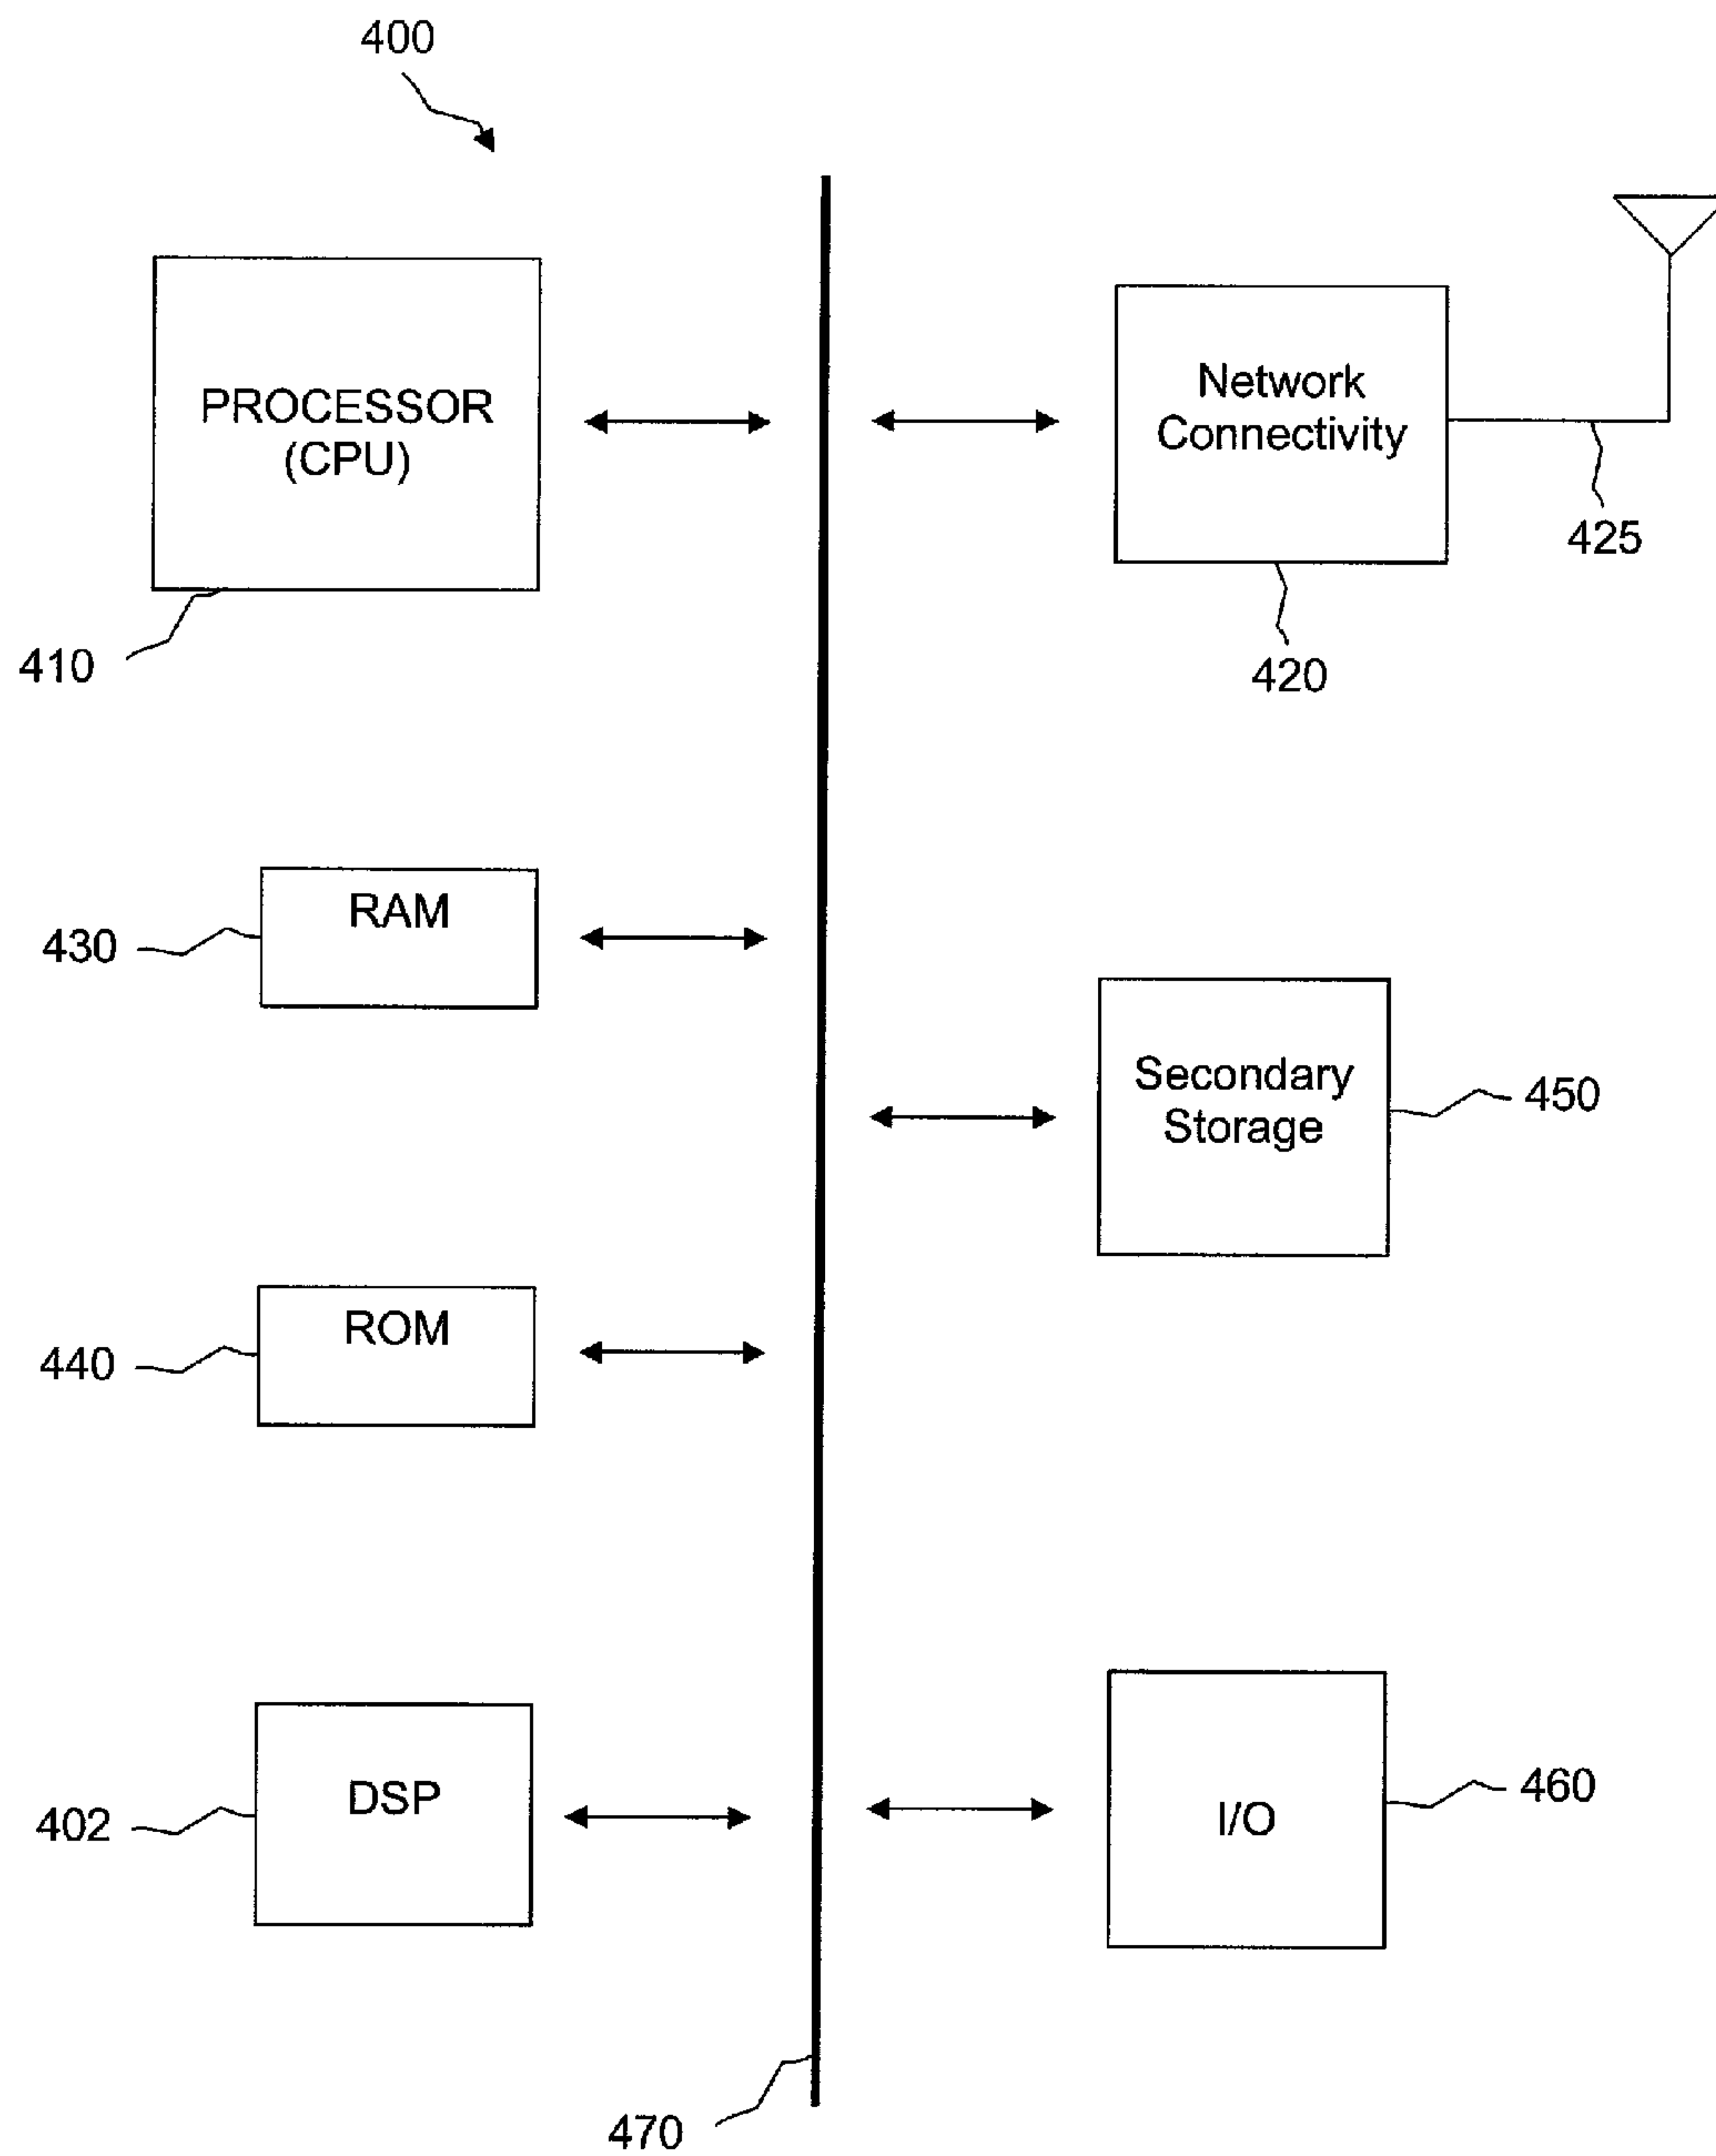 400
PROCESSOR
(CPU)
410
Network
Connectivity
425
420
RAM
430
Secondary
Storage
450
ROM
440
DSP
402
I/O
460
470